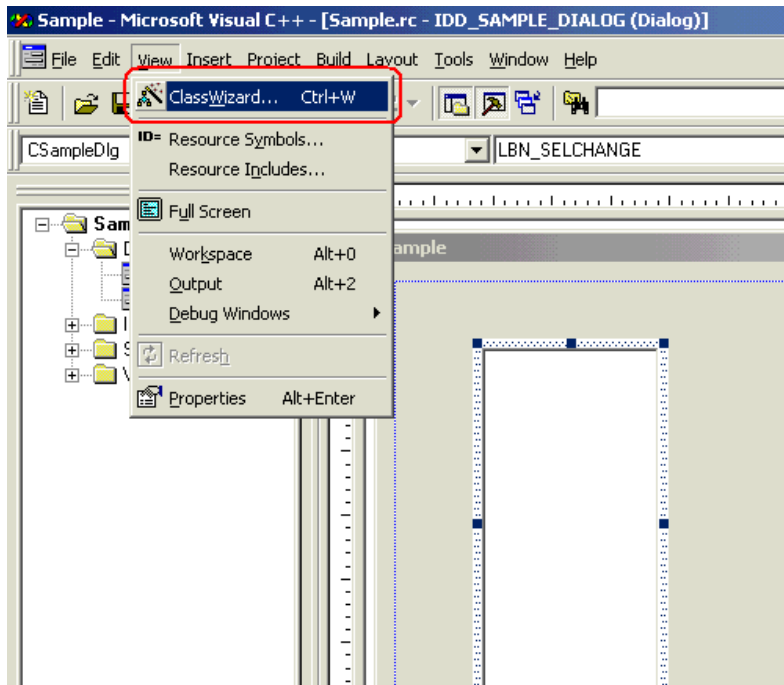 Sample - Microsoft Visual C++ - [Sample.rc - IDD_SAMPLE_DIALOG (Dialog)]
File Edit View Insert Project Build Layout Tools Window Help
ClassWizard... Ctrl+W
ID= Resource Symbols...
CSampleDlg
LBN_SELCHANGE
Resource Includes...
Full Screen
Workspace Alt+0
Output Alt+2
Debug Windows
Refresh
Properties Alt+Enter